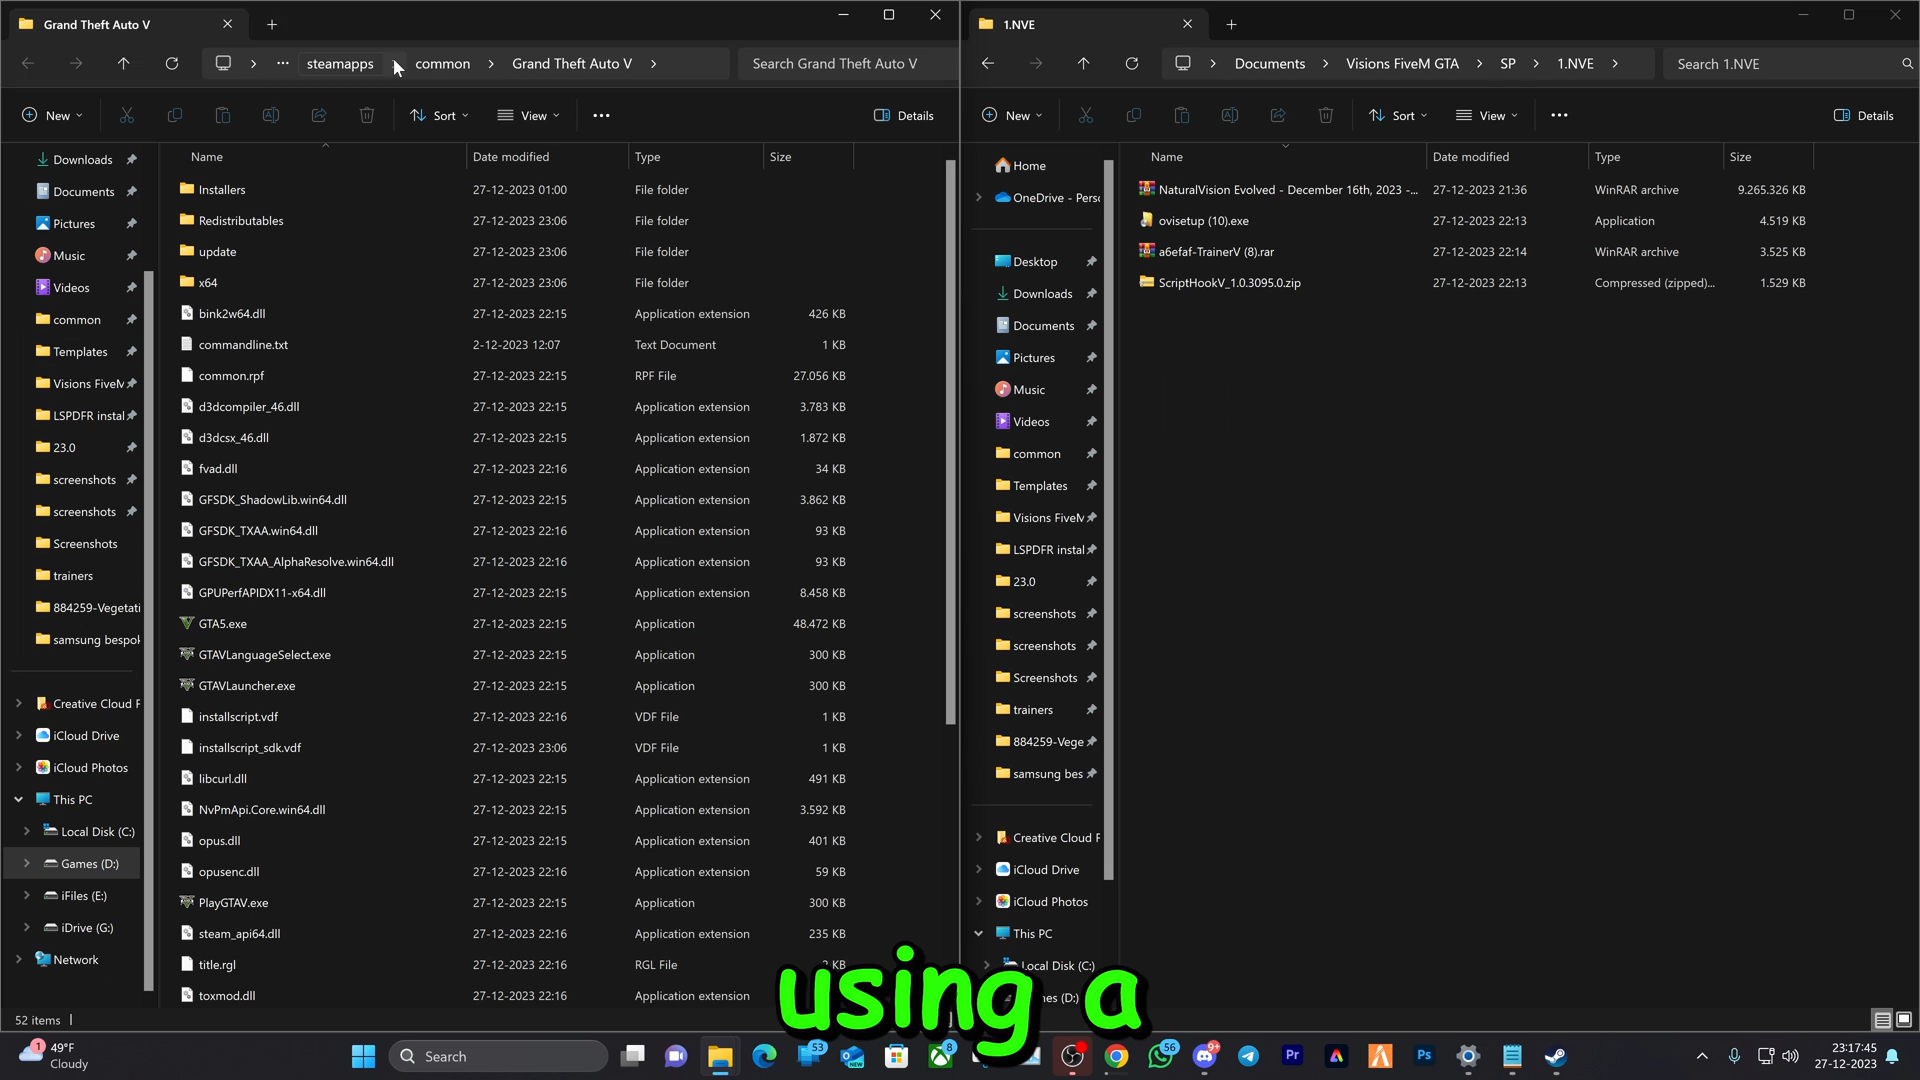 Grand Theft Auto V
steamapps
common
Grand Theft Auto V
Search Grand Theft Auto V
New
Sort
View
Details
Name
Date modified
Type
Size
Downloads
Documents
Pictures
Music
Videos
common
Templates
Visions FiveM
LSPDFR instal
23.0
screenshots
screenshots
Screenshots
trainers
884259-Vegetati
samsung bespok
Creative Cloud F
iCloud Drive
iCloud Photos
This PC
Local Disk (C:)
Games (D:)
iFiles (E:)
iDrive (G:)
Network
Installers 27-12-2023 01:00 File folder
Redistributables 27-12-2023 23:06 File folder
update 27-12-2023 23:06 File folder
x64 27-12-2023 23:06 File folder
bink2w64.dll 27-12-2023 22:15 Application extension 426 KB
commandline.txt 2-12-2023 12:07 Text Document 1 KB
common.rpf 27-12-2023 22:15 RPF File 27.056 KB
d3dcompiler_46.dll 27-12-2023 22:15 Application extension 3.783 KB
d3dcsx_46.dll 27-12-2023 22:15 Application extension 1.872 KB
fvad.dll 27-12-2023 22:16 Application extension 34 KB
GFSDK_ShadowLib.win64.dll 27-12-2023 22:15 Application extension 3.862 KB
GFSDK_TXAA.win64.dll 27-12-2023 22:16 Application extension 93 KB
GFSDK_TXAA_AlphaResolve.win64.dll 27-12-2023 22:16 Application extension 93 KB
GPUPerfAPIDX11-x64.dll 27-12-2023 22:15 Application extension 8.458 KB
GTA5.exe 27-12-2023 22:15 Application 48.472 KB
GTAVLanguageSelect.exe 27-12-2023 22:15 Application 300 KB
GTAVLauncher.exe 27-12-2023 22:15 Application 300 KB
installscript.vdf 27-12-2023 22:16 VDF File 1 KB
installscript_sdk.vdf 27-12-2023 23:06 VDF File 1 KB
libcurl.dll 27-12-2023 22:15 Application extension 491 KB
NvPmApi.Core.win64.dll 27-12-2023 22:15 Application extension 3.592 KB
opus.dll 27-12-2023 22:15 Application extension 401 KB
opusenc.dll 27-12-2023 22:16 Application extension 59 KB
PlayGTAV.exe 27-12-2023 22:15 Application 300 KB
steam_api64.dll 27-12-2023 22:15 Application extension 235 KB
title.rgl 27-12-2023 22:16 RGL File KB
toxmod.dll 27-12-2023 22:16 Application extension
52 items
1.NVE
Documents
Visions FiveM GTA
SP
1.NVE
Search 1.NVE
New
Sort
View
Details
Name
Date modified
Type
Size
NaturalVision Evolved - December 16th, 2023 -... 27-12-2023 21:36 WinRAR archive 9.265.326 KB
ovisetup (10).exe 27-12-2023 22:13 Application 4.519 KB
a6efaf-TrainerV (8).rar 27-12-2023 22:14 WinRAR archive 3.525 KB
ScriptHookV_1.0.3095.0.zip 27-12-2023 22:13 Compressed (zipped)... 1.529 KB
Home
OneDrive - Perso
Desktop
Downloads
Documents
Pictures
Music
Videos
common
Templates
Visions FiveM
LSPDFR instal
23.0
screenshots
screenshots
Screenshots
trainers
884259-Vege
samsung bes
Creative Cloud F
iCloud Drive
iCloud Photos
This PC
Local Disk (C:)
mes (D:)
using a
1
49°F
Cloudy
Search
53
NEW
8
56
9+
Pr
Ps
23:17:45
27-12-2023